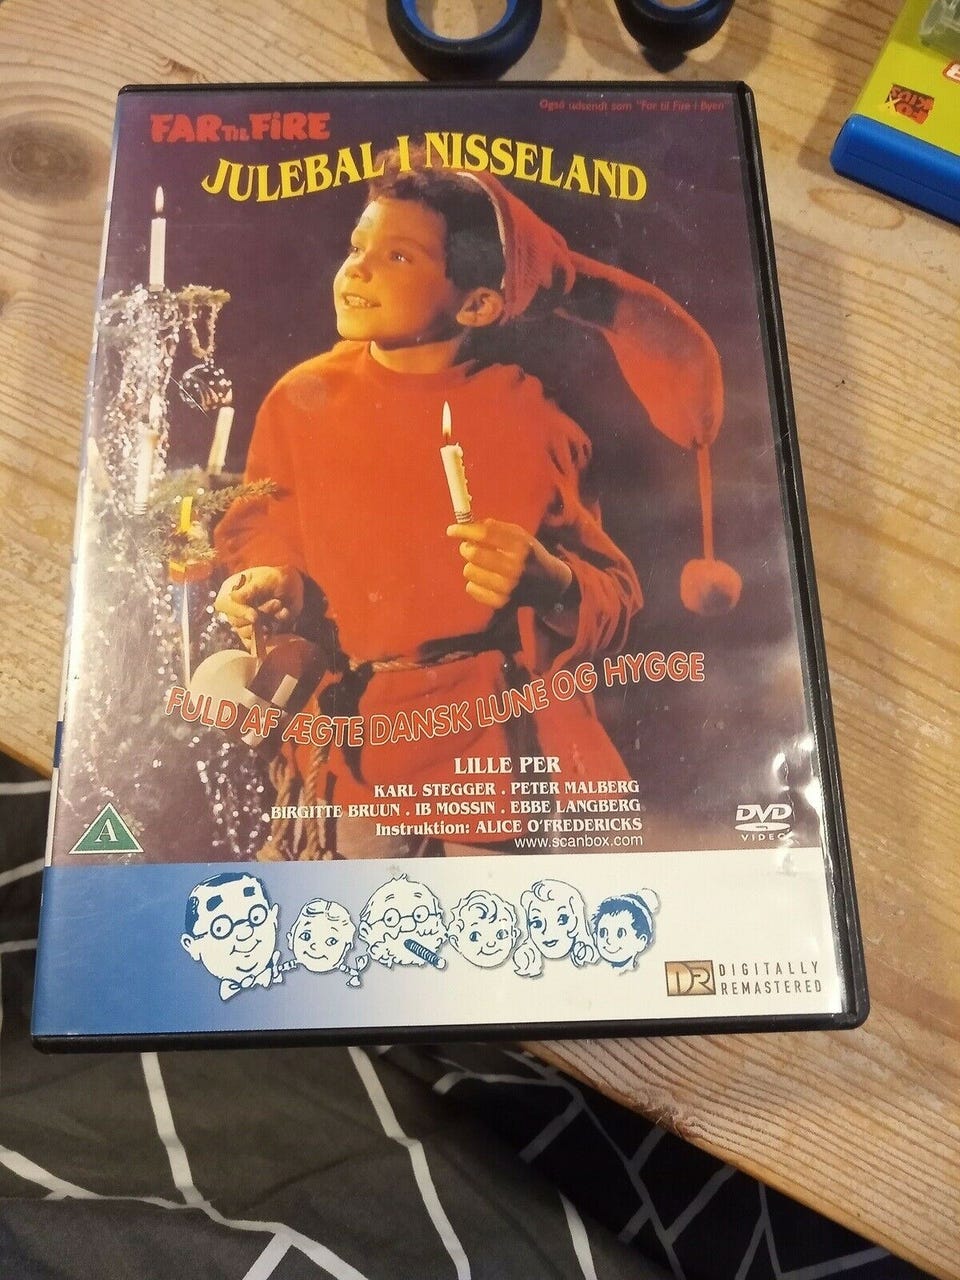 Også udsendt som "Far til Fire i Byen"
FAR TIL FIRE
JULEBAL I NISSELAND
FULD AF ÆGTE DANSK LUNE OG HYGGE
LILLE PER
KARL STEGGER . PETER MALBERG
BIRGITTE BRUUN . IB MOSSIN . EBBE LANGBERG
Instruktion: ALICE O'FREDERICKS
www.scanbox.com
A
DVD
VIDEO
DR DIGITALLY
REMASTERED